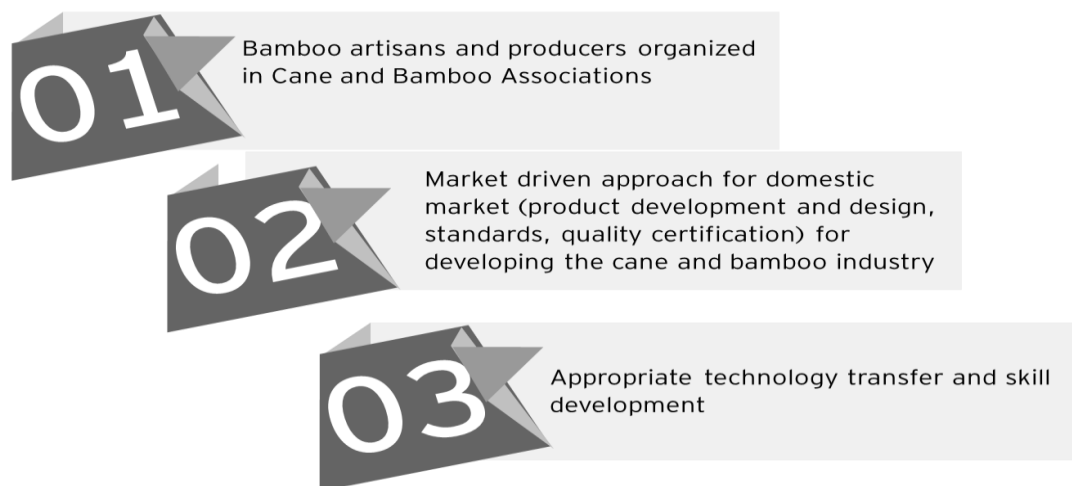 01
Bamboo artisans and producers organized
in Cane and Bamboo Associations
02
Market driven approach for domestic
market (product development and design,
standards, quality certification) for
developing the cane and bamboo industry
03
Appropriate technology transfer and skill
development